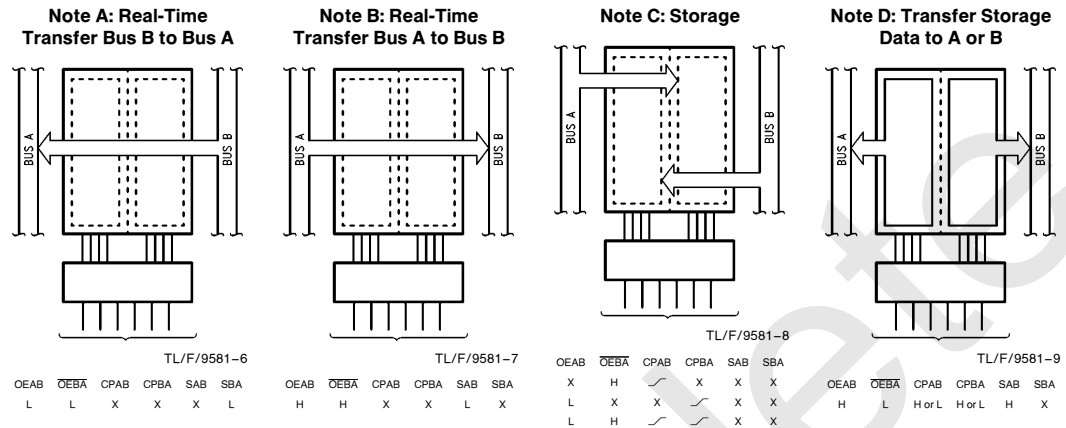 Note A: Real-Time
Transfer Bus B to Bus A
BUS A
BUS B
TL/F/9581–6
OEAB OEBA CPAB CPBA SAB SBA
L L X X X L
Note B: Real-Time
Transfer Bus A to Bus B
BUS A
BUS B
TL/F/9581–7
OEAB OEBA CPAB CPBA SAB SBA
H H X X L X
Note C: Storage
BUS A
BUS B
TL/F/9581–8
OEAB OEBA CPAB CPBA SAB SBA
X H X X X
L X X X X
L H X X
Note D: Transfer Storage
Data to A or B
BUS A
BUS B
TL/F/9581–9
OEAB OEBA CPAB CPBA SAB SBA
H L H or L H or L H X